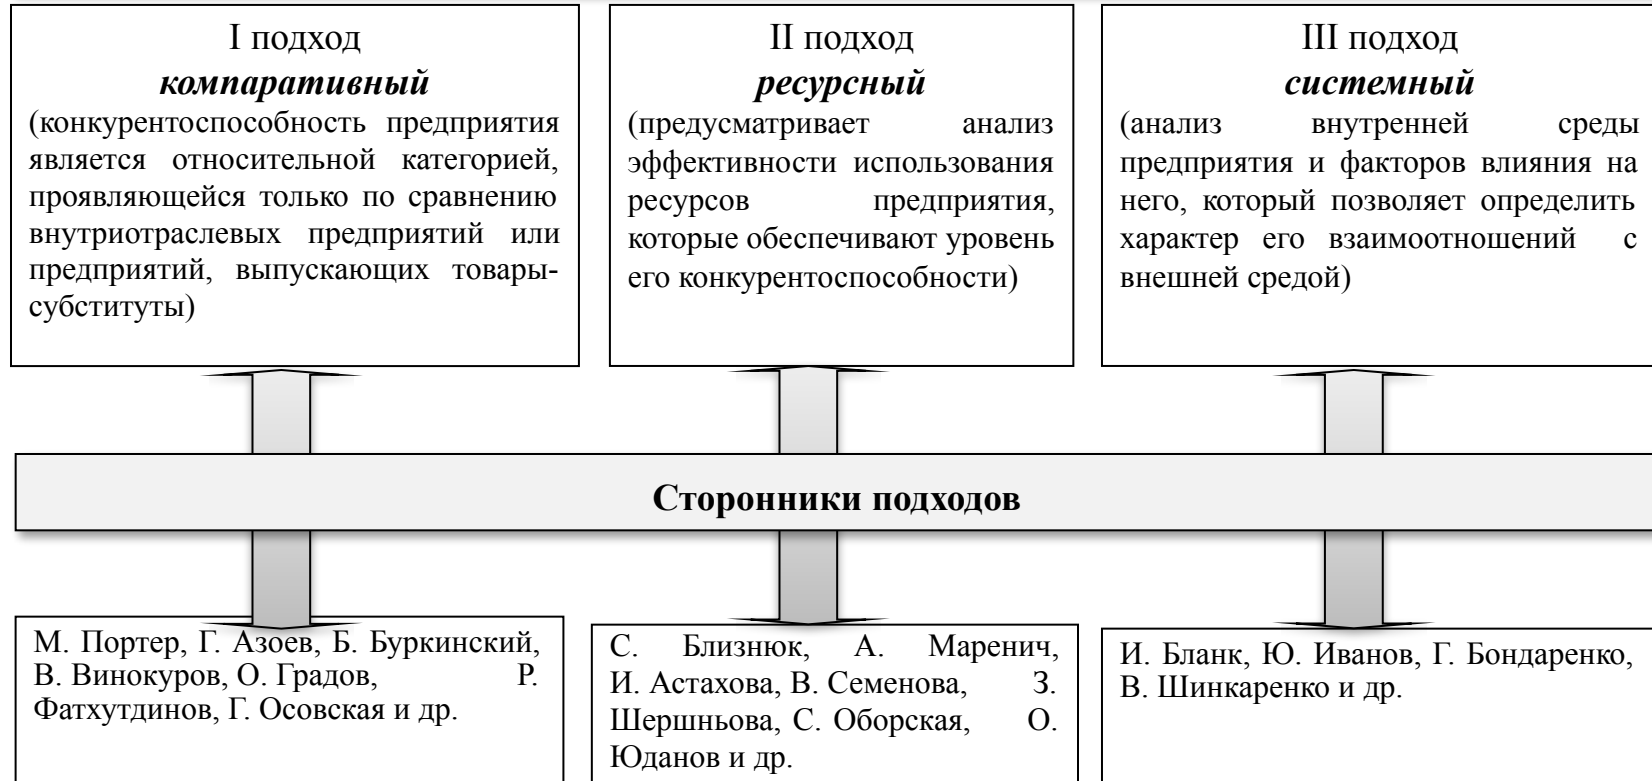 I подход
компаративный
(конкурентоспособность предприятия
является относительной категорией,
проявляющейся только по сравнению
внутриотраслевых предприятий или
предприятий, выпускающих товары-
субституты)
II подход
ресурсный
(предусматривает анализ
эффективности использования
ресурсов предприятия,
которые обеспечивают уровень
его конкурентоспособности)
III подход
системный
(анализ внутренней среды
предприятия и факторов влияния на
него, который позволяет определить
характер его взаимоотношений с
внешней средой)
Сторонники подходов
М. Портер, Г. Азоев, Б. Буркинский,
В. Винокуров, О. Градов, Р.
Фатхутдинов, Г. Осовская и др.
С. Близнюк, А. Маренич,
И. Астахова, В. Семенова, З.
Шершньова, С. Оборская, О.
Юданов и др.
И. Бланк, Ю. Иванов, Г. Бондаренко,
В. Шинкаренко и др.